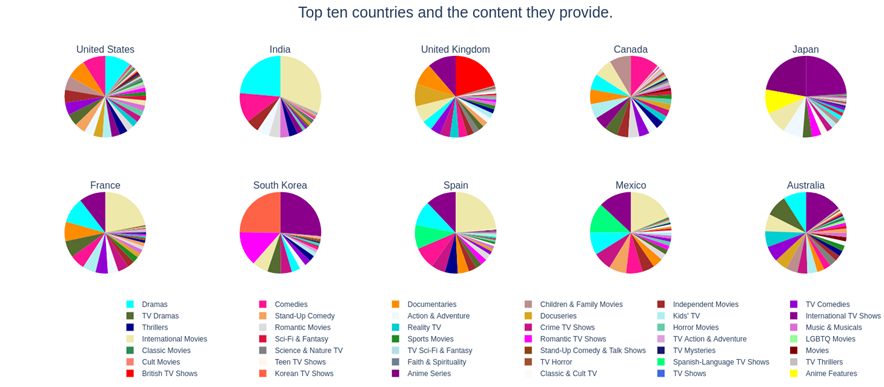 Top ten countries and the content they provide.
United States
India
United Kingdom
Canada
Japan
France
South Korea
Spain
Mexico
Australia
Dramas
Comedies
Documentaries
Children & Family Movies
Independent Movies
TV Comedies
TV Dramas
Stand-Up Comedy
Action & Adventure
Docuseries
Kids' TV
International TV Shows
Thrillers
Romantic Movies
Reality TV
Crime TV Shows
Horror Movies
Music & Musicals
International Movies
Sci-Fi & Fantasy
Sports Movies
Romantic TV Shows
TV Action & Adventure
LGBTQ Movies
Classic Movies
Science & Nature TV
TV Sci-Fi & Fantasy
Stand-Up Comedy & Talk Shows
TV Mysteries
Movies
Cult Movies
Teen TV Shows
Faith & Spirituality
TV Horror
Spanish-Language TV Shows
TV Thrillers
British TV Shows
Korean TV Shows
Anime Series
Classic & Cult TV
TV Shows
Anime Features